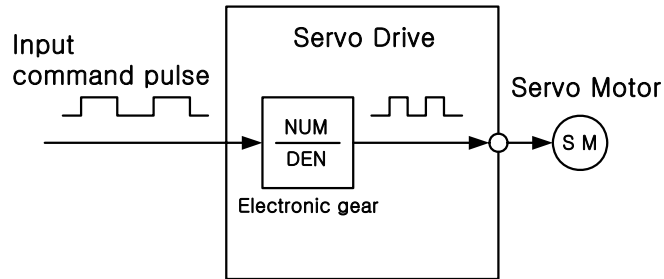 Servo Drive
Input
command pulse
Servo Motor
NUM
DEN
S M
Electronic gear